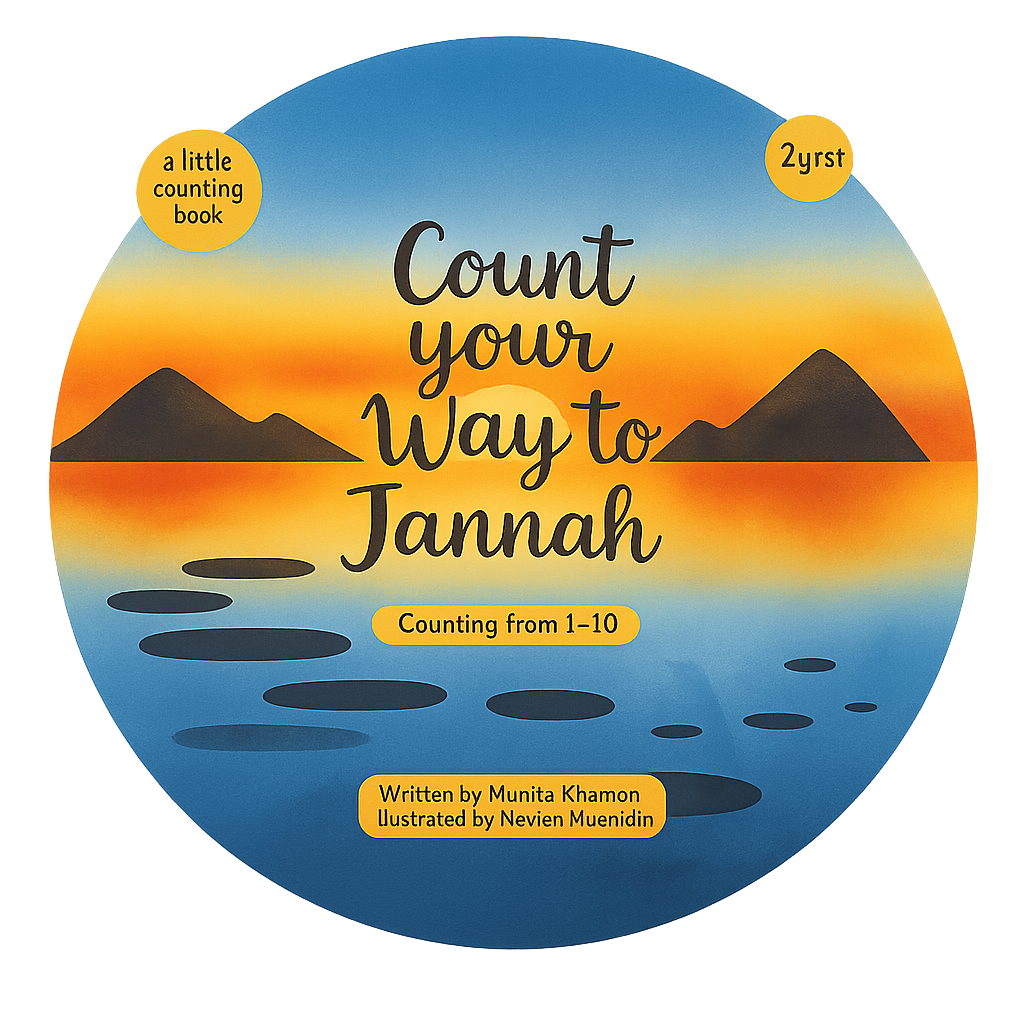 a little
counting
book
2yrst
Count
your
Way to
Jannah
Counting from 1–10
Written by Munita Khamon
Illustrated by Nevien Muenidin